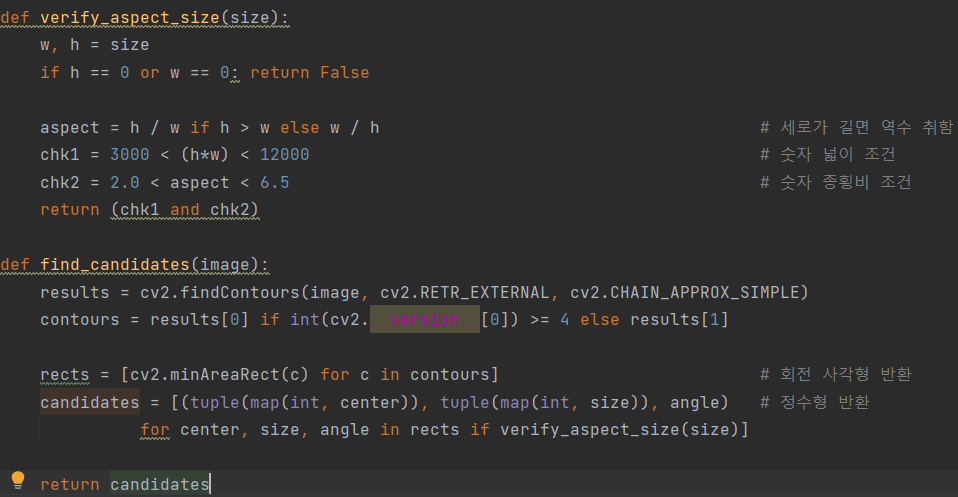 def verify_aspect_size(size):
    w, h = size
    if h == 0 or w == 0: return False
    aspect = h / w if h > w else w / h # 세로가 길면 역수 취함
    chk1 = 3000 < (h*w) < 12000 # 숫자 넓이 조건
    chk2 = 2.0 < aspect < 6.5 # 숫자 종횡비 조건
    return (chk1 and chk2)
def find_candidates(image):
    results = cv2.findContours(image, cv2.RETR_EXTERNAL, cv2.CHAIN_APPROX_SIMPLE)
    contours = results[0] if int(cv2.__version__[0]) >= 4 else results[1]
    rects = [cv2.minAreaRect(c) for c in contours] # 회전 사각형 반환
    candidates = [(tuple(map(int, center)), tuple(map(int, size)), angle) # 정수형 반환
            for center, size, angle in rects if verify_aspect_size(size)]
    return candidates